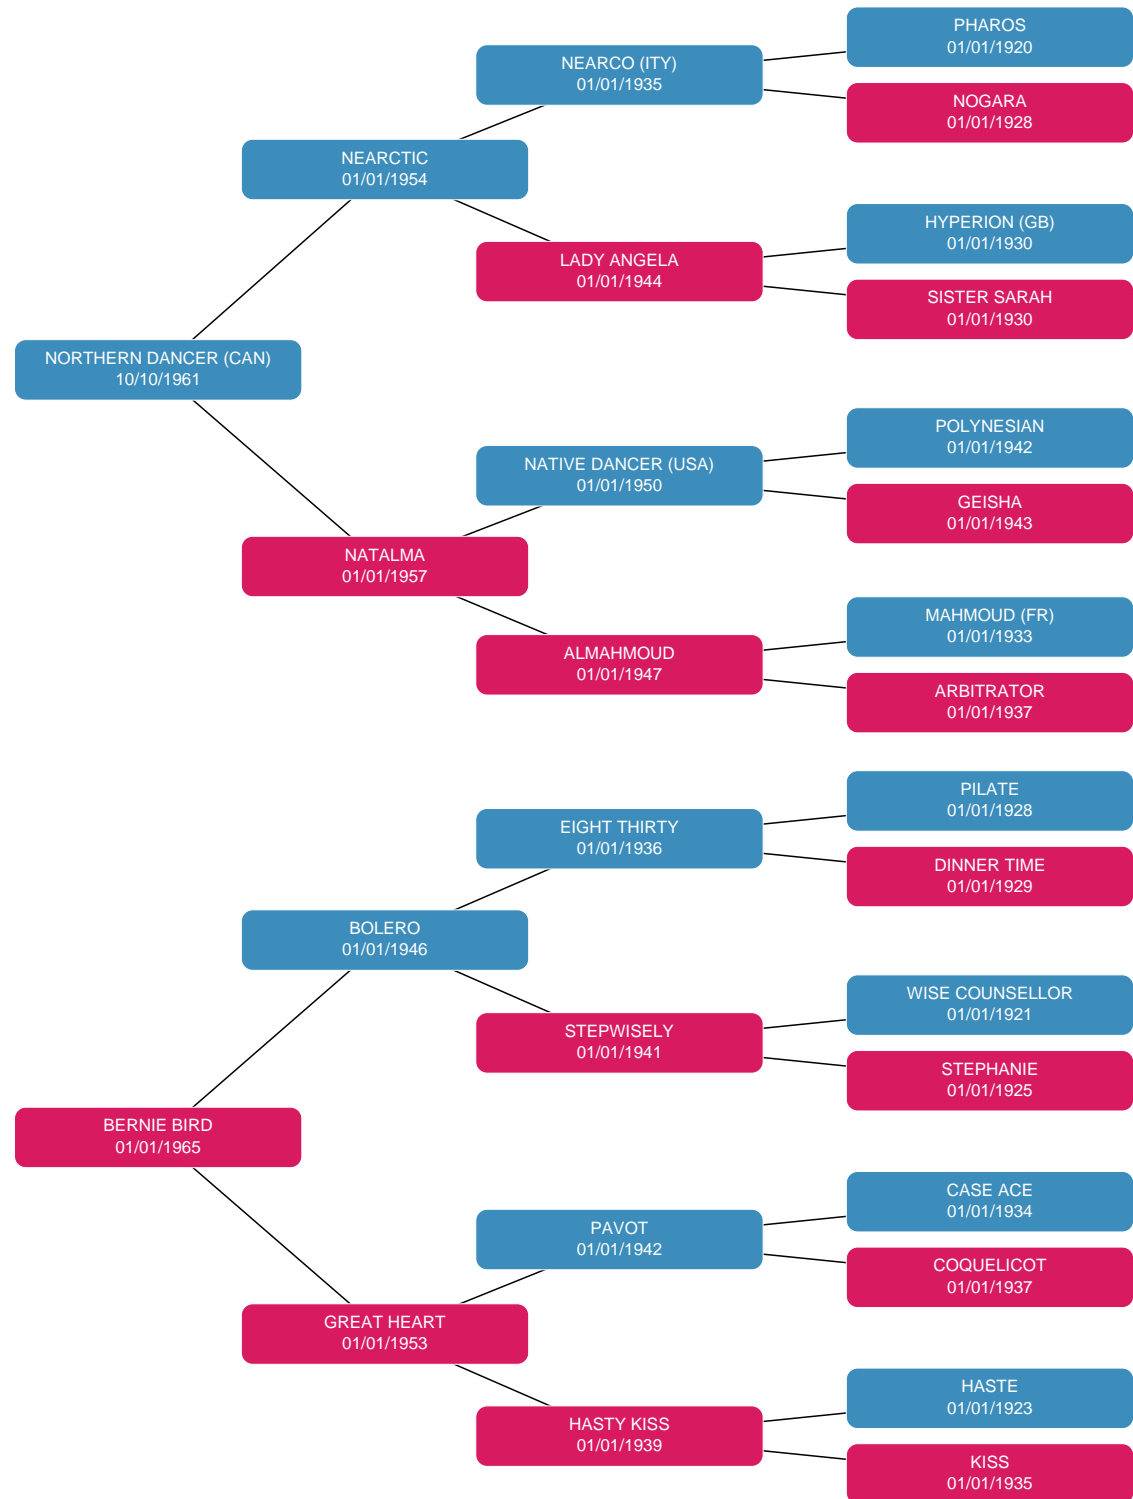 PHAROS
01/01/1920
NEARCO (ITY)
01/01/1935
NOGARA
01/01/1928
NEARCTIC
01/01/1954
HYPERION (GB)
01/01/1930
LADY ANGELA
01/01/1944
SISTER SARAH
01/01/1930
NORTHERN DANCER (CAN)
10/10/1961
POLYNESIAN
01/01/1942
NATIVE DANCER (USA)
01/01/1950
GEISHA
01/01/1943
NATALMA
01/01/1957
MAHMOUD (FR)
01/01/1933
ALMAHMOUD
01/01/1947
ARBITRATOR
01/01/1937
PILATE
01/01/1928
EIGHT THIRTY
01/01/1936
DINNER TIME
01/01/1929
BOLERO
01/01/1946
WISE COUNSELLOR
01/01/1921
STEPWISELY
01/01/1941
STEPHANIE
01/01/1925
BERNIE BIRD
01/01/1965
CASE ACE
01/01/1934
PAVOT
01/01/1942
COQUELICOT
01/01/1937
GREAT HEART
01/01/1953
HASTE
01/01/1923
HASTY KISS
01/01/1939
KISS
01/01/1935